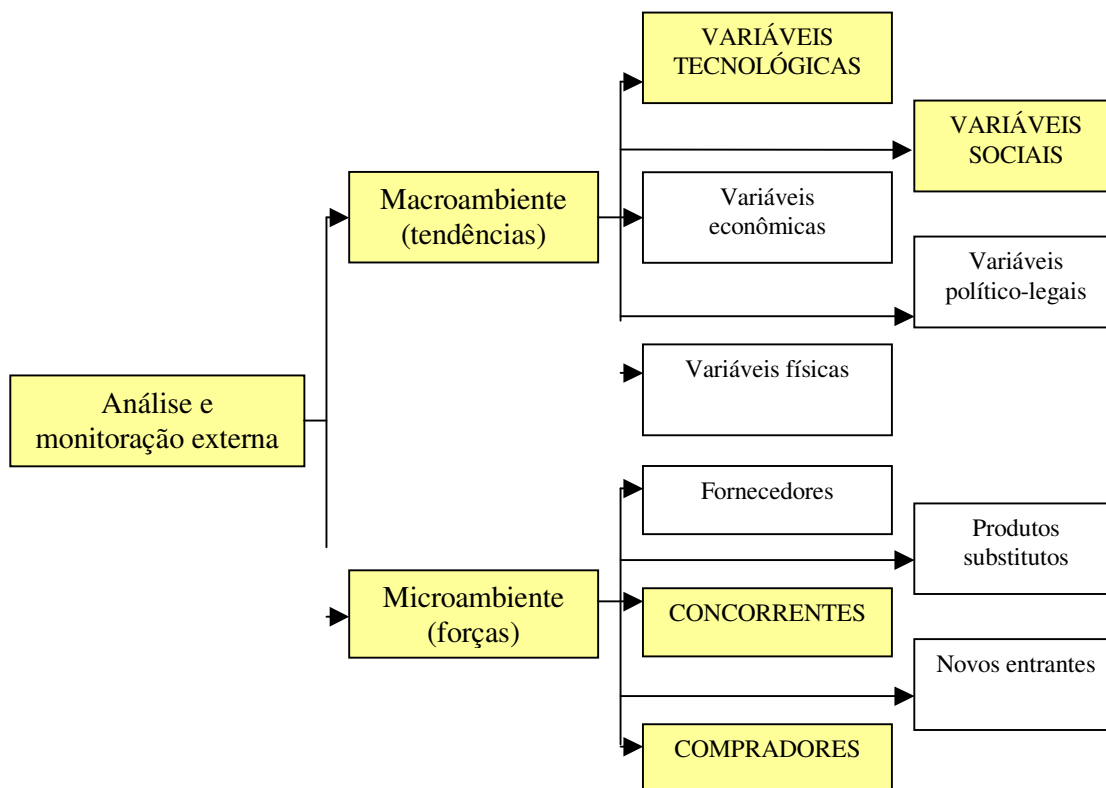 VARIÁVEIS
TECNOLÓGICAS
VARIÁVEIS
SOCIAIS
Macroambiente
(tendências)
Variáveis
econômicas
Variáveis
político-legais
Variáveis físicas
Análise e
monitoração externa
Fornecedores
Produtos
substitutos
Microambiente
(forças)
CONCORRENTES
Novos entrantes
COMPRADORES